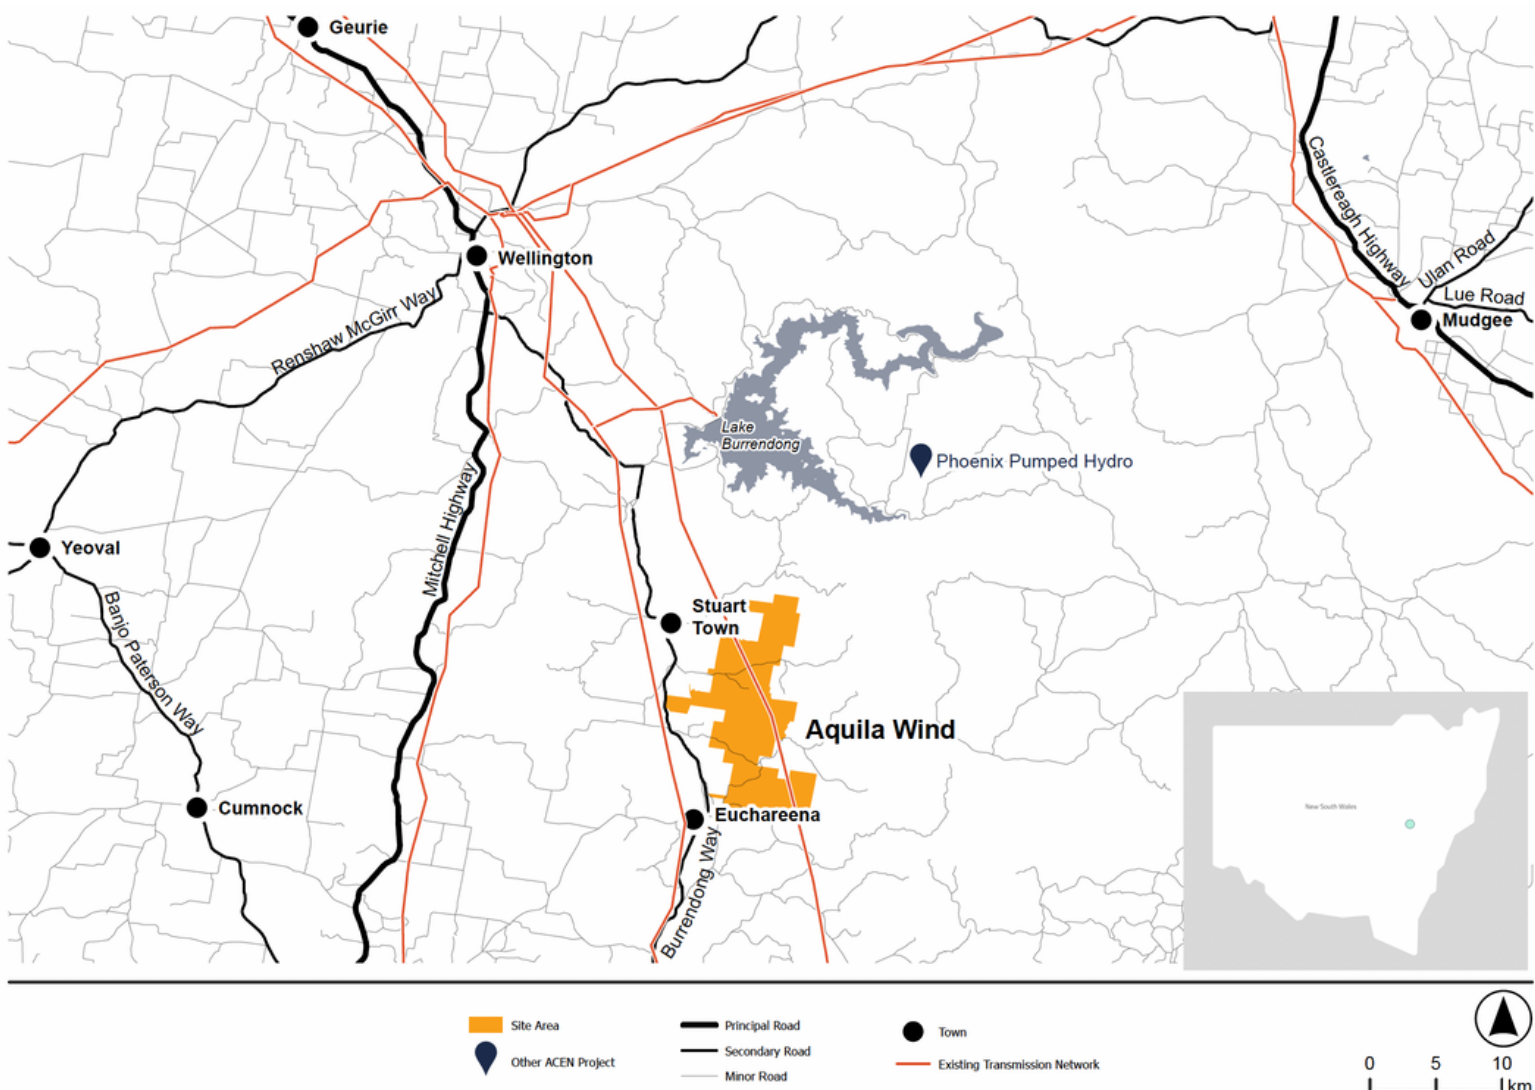 Geurie
Castlereagh Highway
Ulan Road
Wellington
Lue Road
Renshaw McGirr Way
Mudgee
Lake
Burrendong
Phoenix Pumped Hydro
Mitchell Highway
Yeoval
Banjo Paterson Way
Stuart
Town
Aquila Wind
Cumnock
Euchareena
Burrendong Way
New South Wales
Site Area
Other ACEN Project
Principal Road
Secondary Road
Minor Road
Town
Existing Transmission Network
0 5 10
km